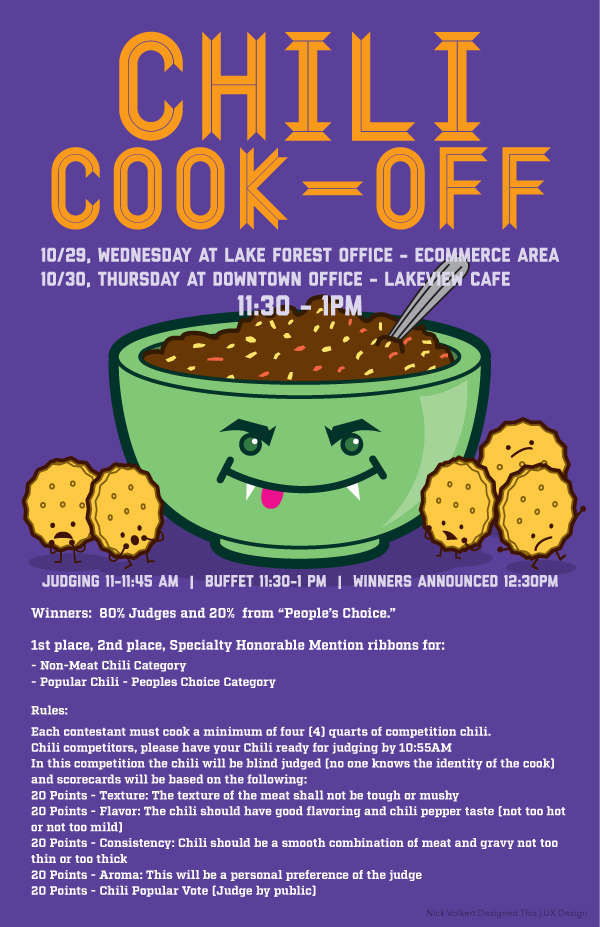 CHILI
COOK-OFF
10/29, WEDNESDAY AT LAKE FOREST OFFICE - ECOMMERCE AREA
10/30, THURSDAY AT DOWNTOWN OFFICE - LAKEVIEW CAFE
11:30 - 1PM
JUDGING 11-11:45 AM | BUFFET 11:30-1 PM | WINNERS ANNOUNCED 12:30PM
Winners: 80% Judges and 20% from “People’s Choice.”
1st place, 2nd place, Specialty Honorable Mention ribbons for:
- Non-Meat Chili Category
- Popular Chili - Peoples Choice Category
Rules:
Each contestant must cook a minimum of four (4) quarts of competition chili.
Chili competitors, please have your Chili ready for judging by 10:55AM
In this competition the chili will be blind judged (no one knows the identity of the cook)
and scorecards will be based on the following:
20 Points - Texture: The texture of the meat shall not be tough or mushy
20 Points - Flavor: The chili should have good flavoring and chili pepper taste (not too hot
or not too mild)
20 Points - Consistency: Chili should be a smooth combination of meat and gravy not too
thin or too thick
20 Points - Aroma: This will be a personal preference of the judge
20 Points - Chili Popular Vote (Judge by public)
Nick Volkert Designed This | UX Design